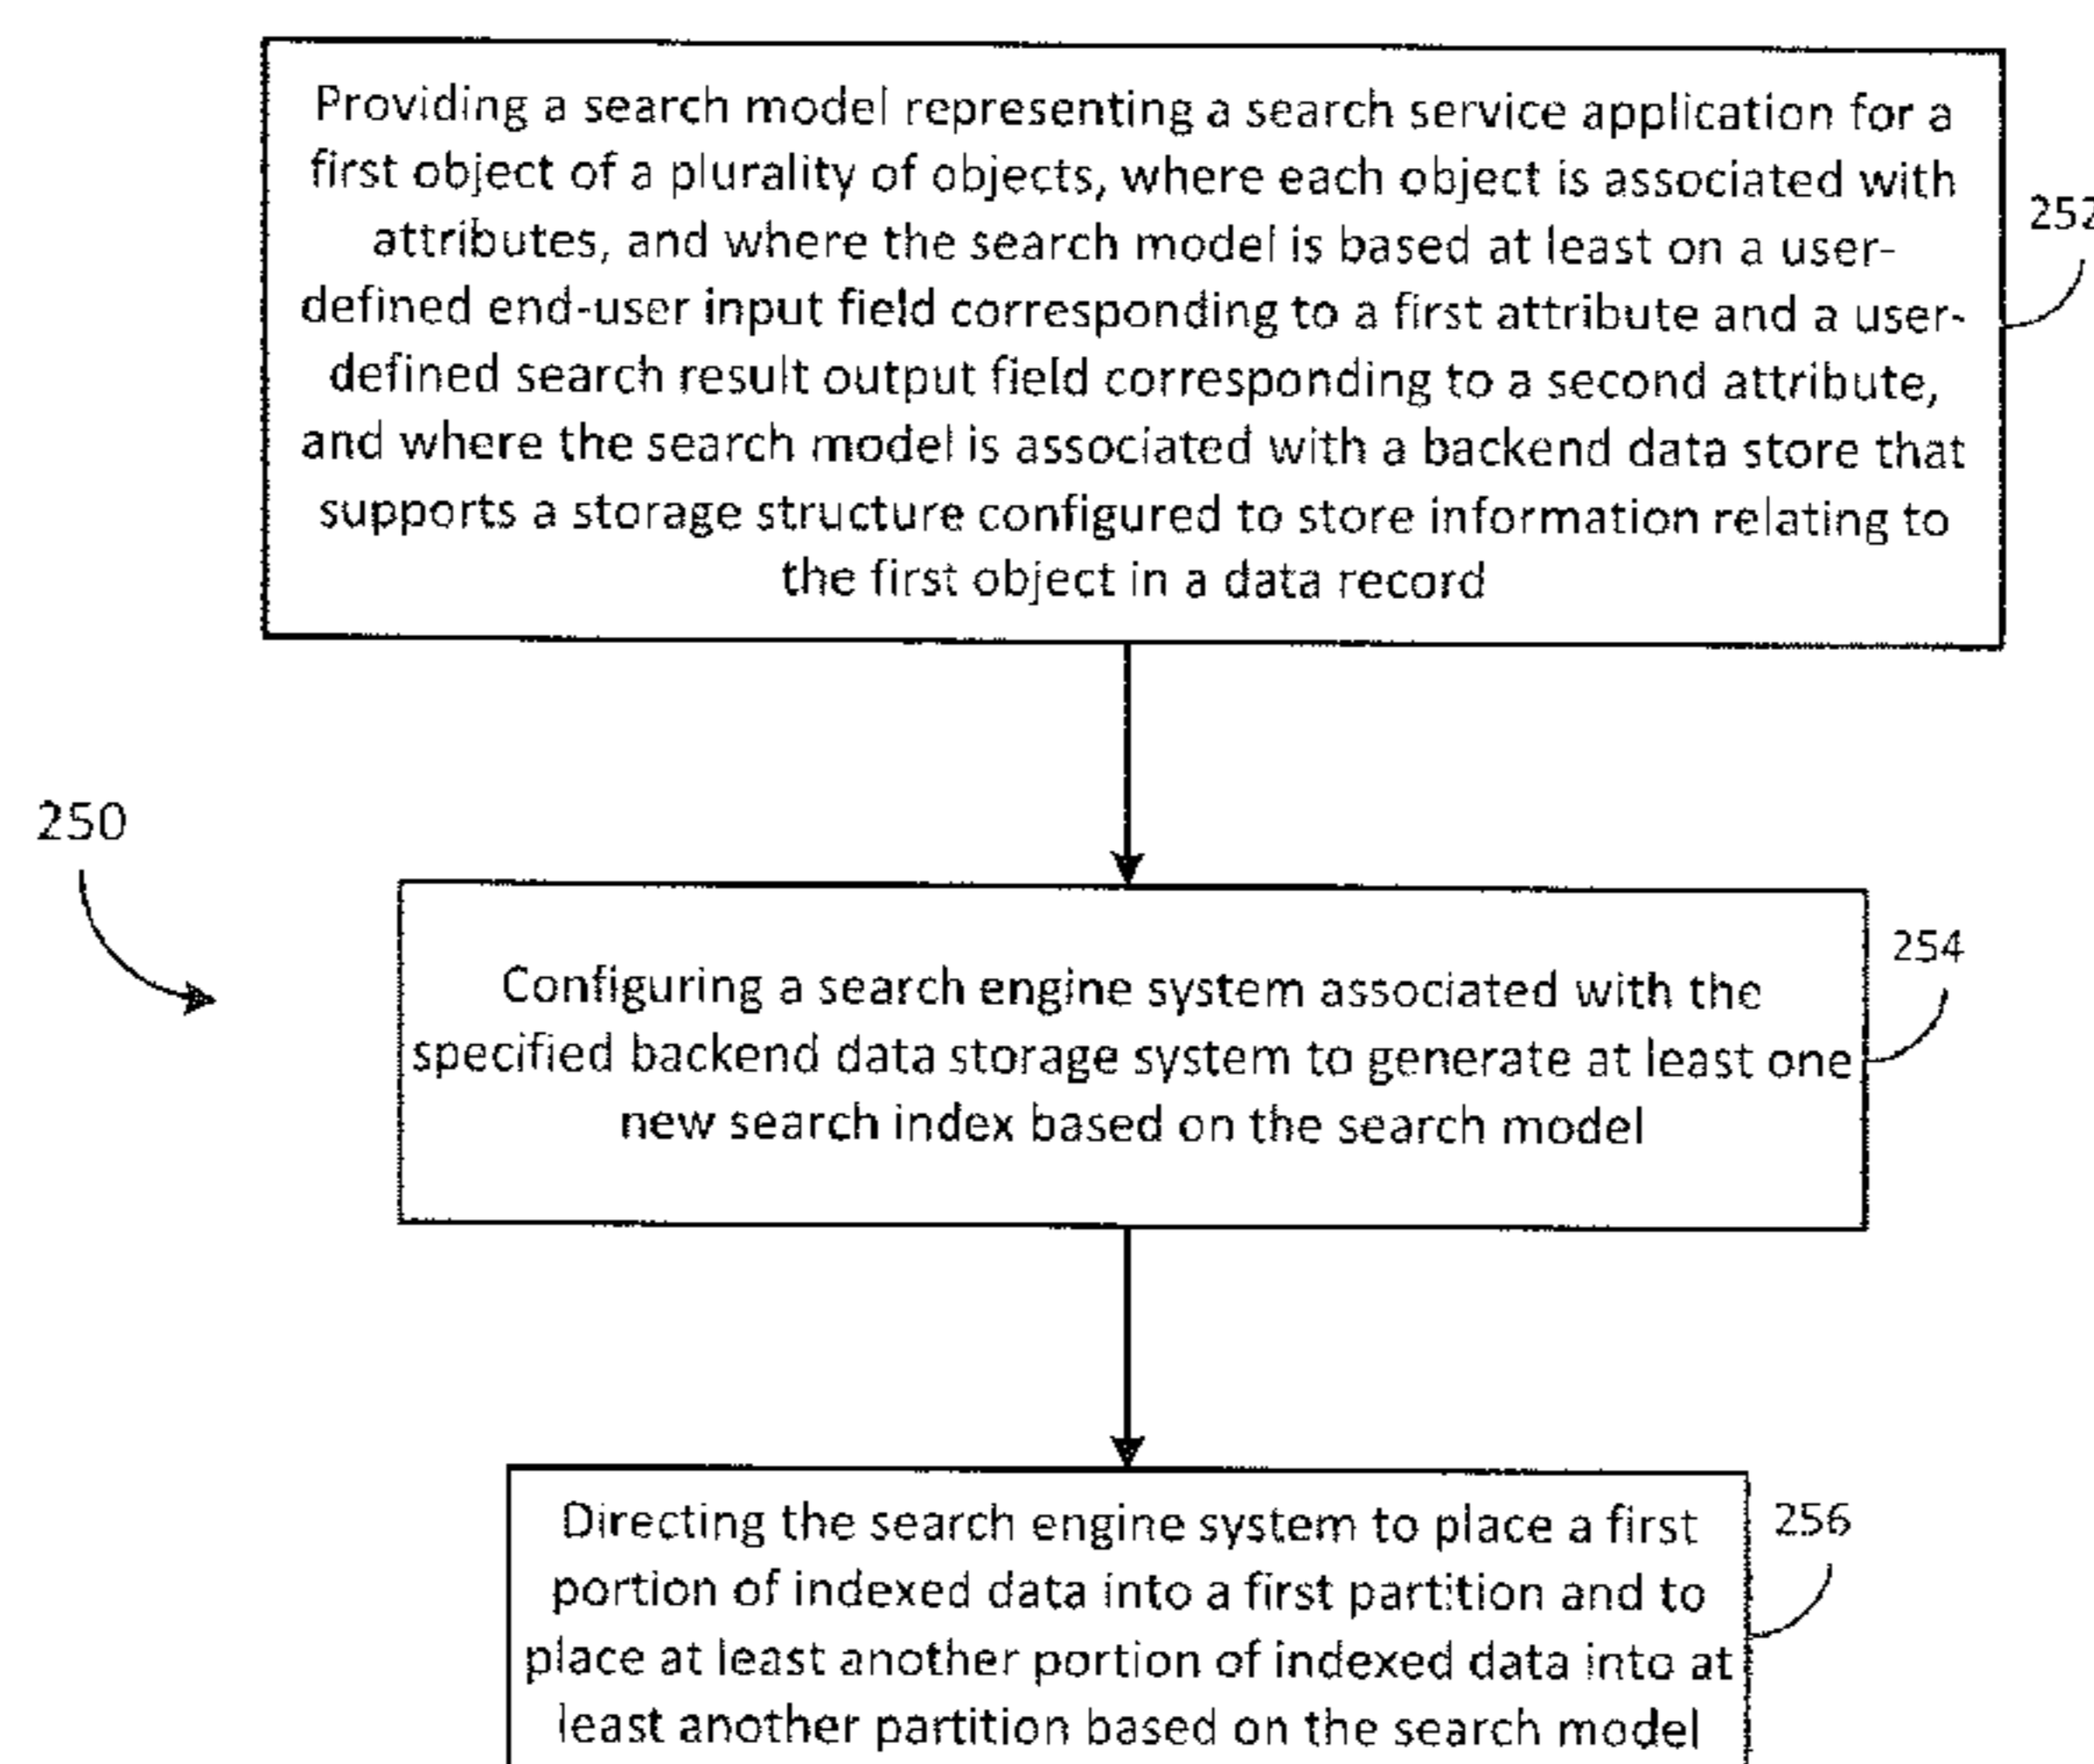 Providing a search model representing a search service application for a
first object of a plurality of objects, where each object is associated with
attributes, and where the search model is based at least on a user-
defined end-user input field corresponding to a first attribute and a user-
defined search result output field corresponding to a second attribute,
and where the search model is associated with a backend data store that
supports a storage structure configured to store information relating to
the first object in a data record
252
250
Configuring a search engine system associated with the
specified backend data storage system to generate at least one
new search index based on the search model
254
Directing the search engine system to place a first
portion of indexed data into a first partition and to
place at least another portion of indexed data into at
least another partition based on the search model
256